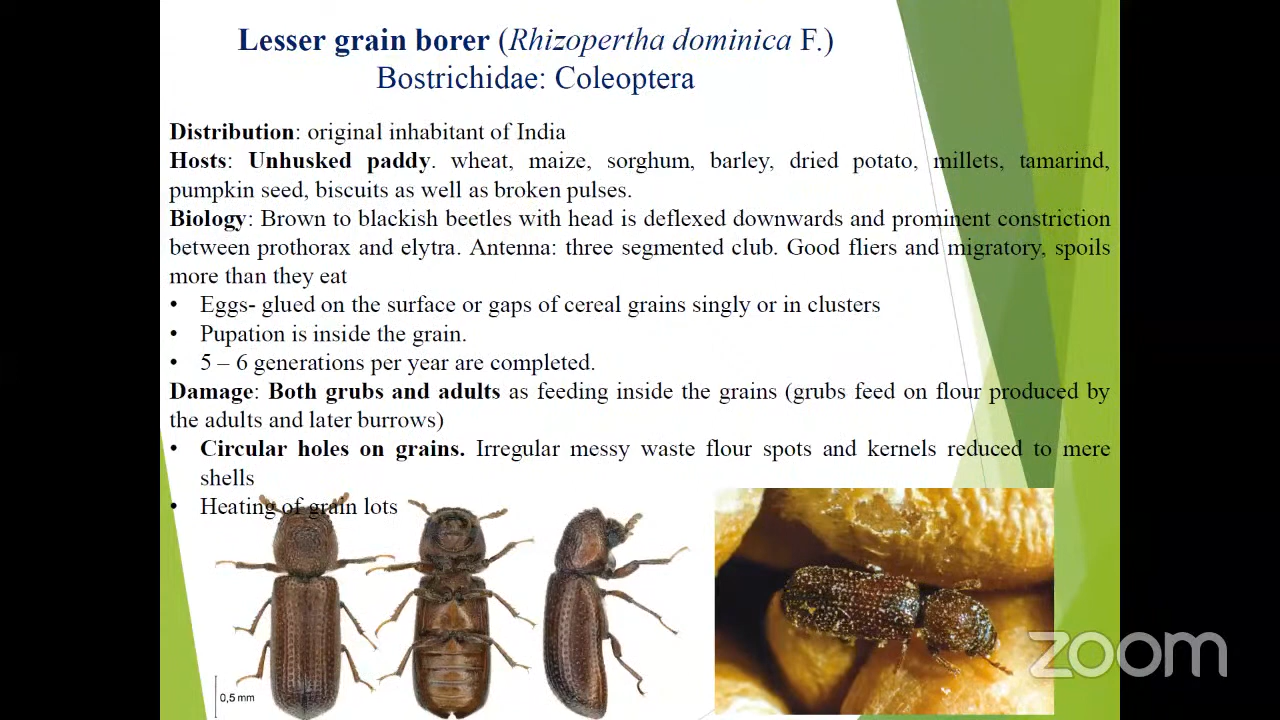 Lesser grain borer (Rhizopertha dominica F.)
Bostrichidae: Coleoptera
Distribution: original inhabitant of India
Hosts: Unhusked paddy. wheat, maize, sorghum, barley, dried potato, millets, tamarind,
pumpkin seed, biscuits as well as broken pulses.
Biology: Brown to blackish beetles with head is deflexed downwards and prominent constriction
between prothorax and elytra. Antenna: three segmented club. Good fliers and migratory, spoils
more than they eat
• Eggs- glued on the surface or gaps of cereal grains singly or in clusters
• Pupation is inside the grain.
• 5 – 6 generations per year are completed.
Damage: Both grubs and adults as feeding inside the grains (grubs feed on flour produced by
the adults and later burrows)
• Circular holes on grains. Irregular messy waste flour spots and kernels reduced to mere
shells
• Heating of grain lots
0,5 mm
zoom